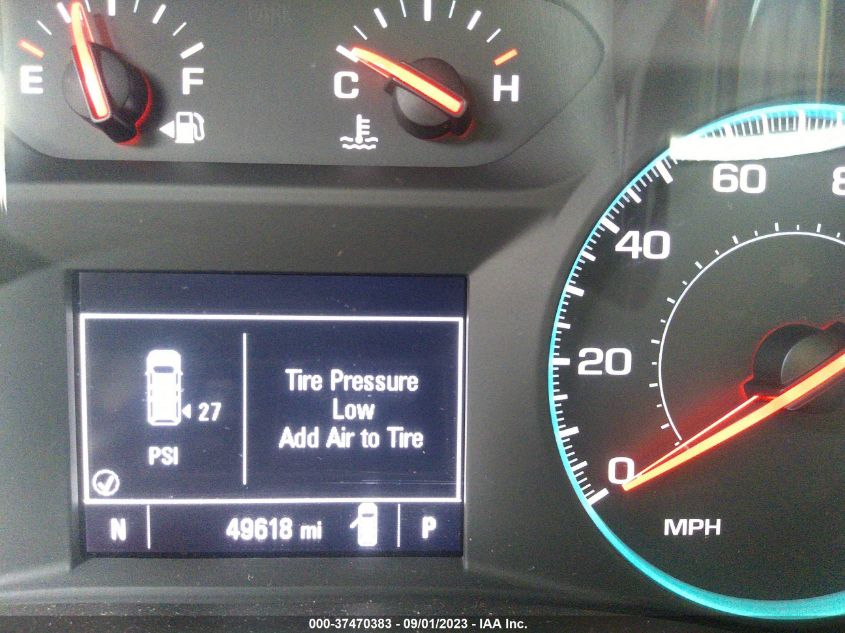 E F
C H
60
40
20
0
MPH
27
PSI
Tire Pressure
Low
Add Air to Tire
N 49618 mi P
000-37470383 - 09/01/2023 - IAA Inc.